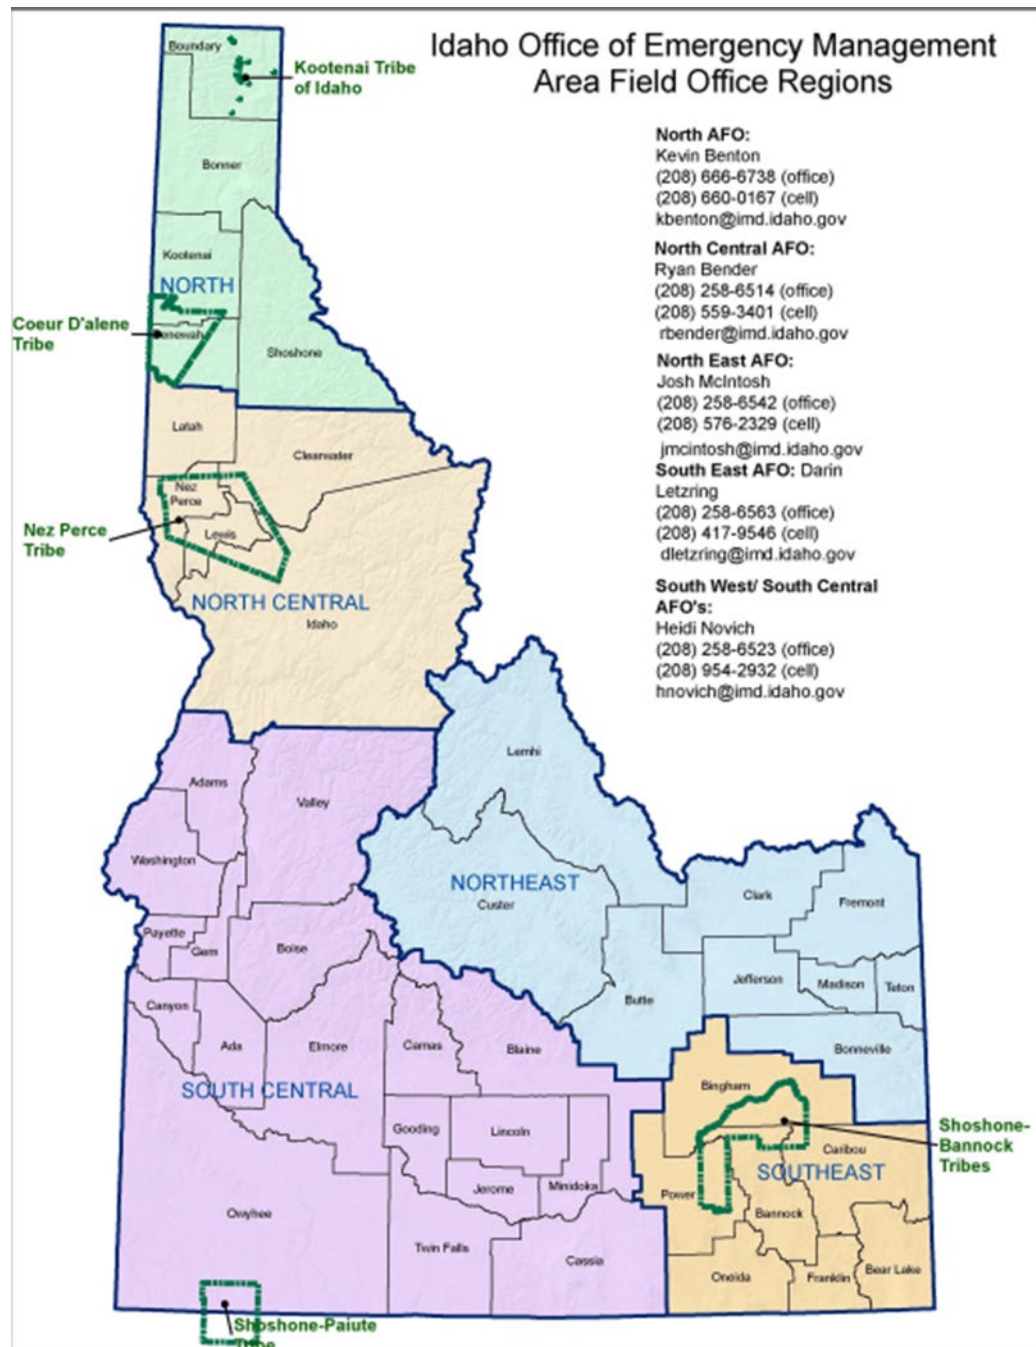 Idaho Office of Emergency Management
Area Field Office Regions
North AFO:
Kevin Benton
(208) 666-6738 (office)
(208) 660-0167 (cell)
kbenton@imd.idaho.gov
North Central AFO:
Ryan Bender
(208) 258-6514 (office)
(208) 559-3401 (cell)
rbender@imd.idaho.gov
North East AFO:
Josh McIntosh
(208) 258-6542 (office)
(208) 576-2329 (cell)
jmcintosh@imd.idaho.gov
South East AFO: Darin
Letzring
(208) 258-6563 (office)
(208) 417-9546 (cell)
dletzring@imd.idaho.gov
South West/ South Central
AFO's:
Heidi Novich
(208) 258-6523 (office)
(208) 954-2932 (cell)
hnovich@imd.idaho.gov
Boundary
Kootenai Tribe
of Idaho
Bonner
Kootenai
NORTH
Coeur D'alene
Tribe
enewah
Shoshone
Latah
Clearwater
Nez
Perce
Nez Perce
Tribe
Lewis
NORTH CENTRAL
Idaho
Lemhi
Adams
Valley
Washington
NORTHEAST
Custer
Clark
Fremont
Payette
Gem
Boise
Jefferson
Madison
Teton
Canyon
Butte
Ada
Elmore
Camas
Blaine
Bonneville
SOUTH CENTRAL
Bingham
Gooding
Lincoln
Shoshone-
Bannock
Tribes
Caribou
SOUTHEAST
Jerome
Minidoka
Power
Owyhee
Bannock
Twin Falls
Cassia
Oneida
Franklin
Bear Lake
Shoshone-Paiute
Tribe